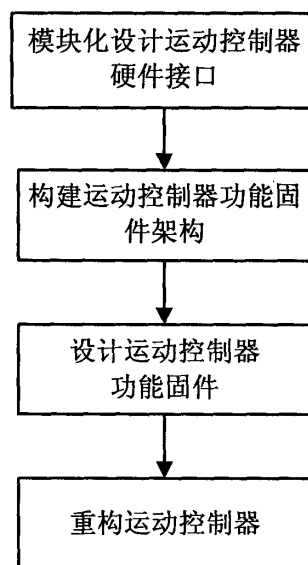 模块化设计运动控制器
硬件接口
构建运动控制器功能固
件架构
设计运动控制器
功能固件
重构运动控制器